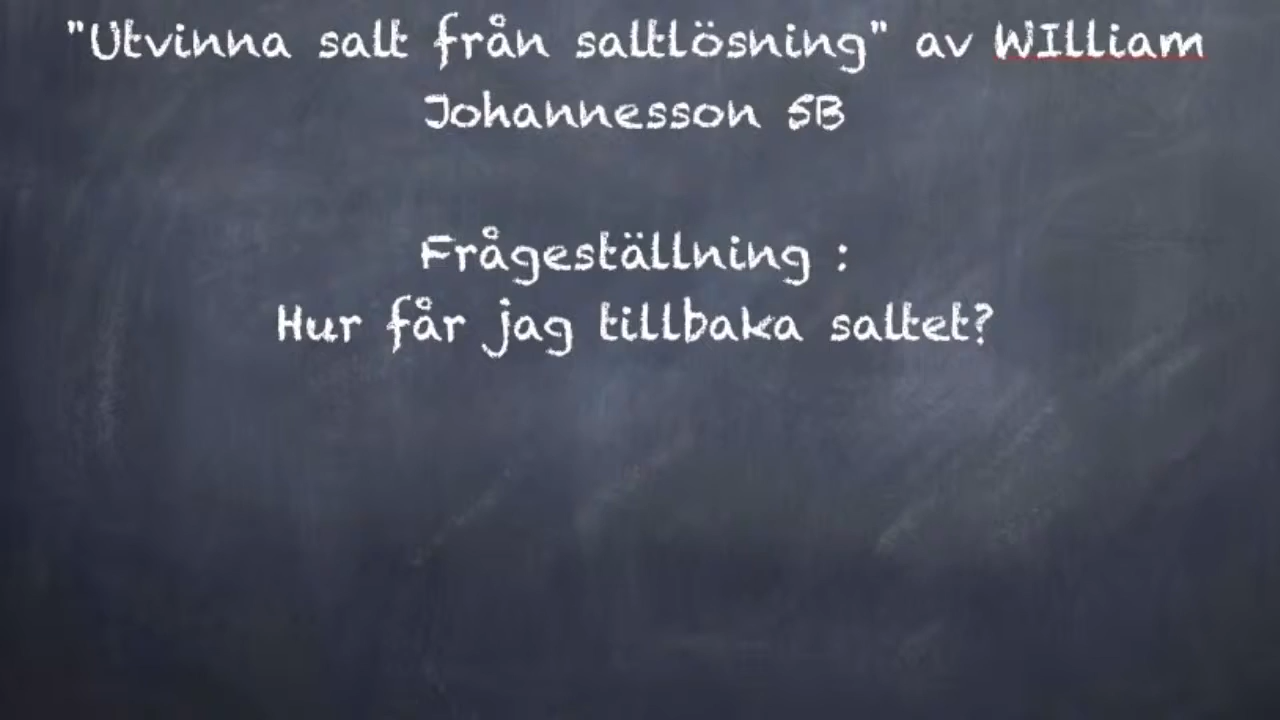 "Utvinna salt från saltlösning" av WIlliam
Johannesson 5B
Frågeställning :
Hur får jag tillbaka saltet?